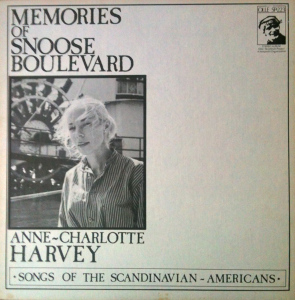 MEMORIES
OF
SNOOSE
BOULEVARD
ANNE-CHARLOTTE
HARVEY
• SONGS OF THE SCANDINAVIAN-AMERICANS •